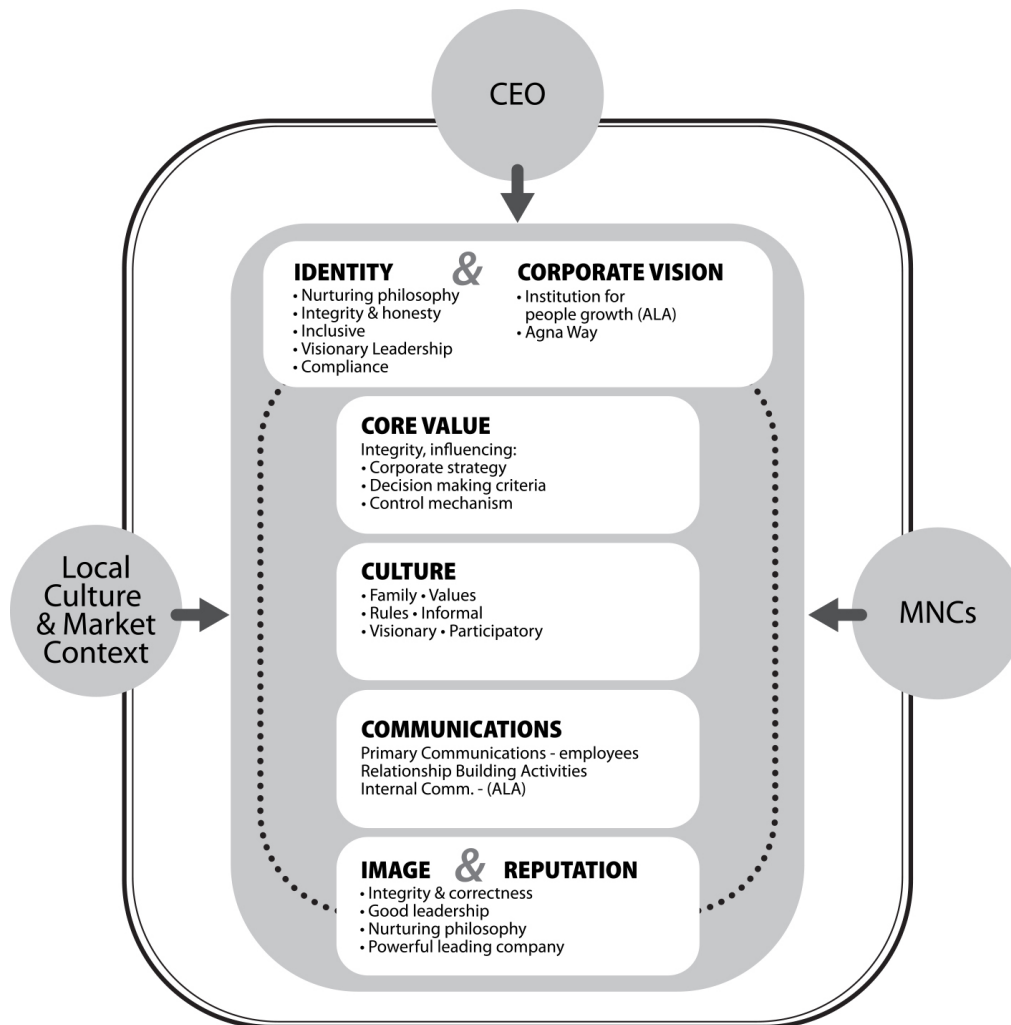 CEO
IDENTITY & CORPORATE VISION
• Nurturing philosophy
• Integrity & honesty
• Inclusive
• Visionary Leadership
• Compliance
• Institution for
people growth (ALA)
• Agna Way
CORE VALUE
Integrity, influencing:
• Corporate strategy
• Decision making criteria
• Control mechanism
Local
Culture
& Market
Context
CULTURE
• Family • Values
• Rules • Informal
• Visionary • Participatory
MNCs
COMMUNICATIONS
Primary Communications - employees
Relationship Building Activities
Internal Comm. - (ALA)
IMAGE & REPUTATION
• Integrity & correctness
• Good leadership
• Nurturing philosophy
• Powerful leading company